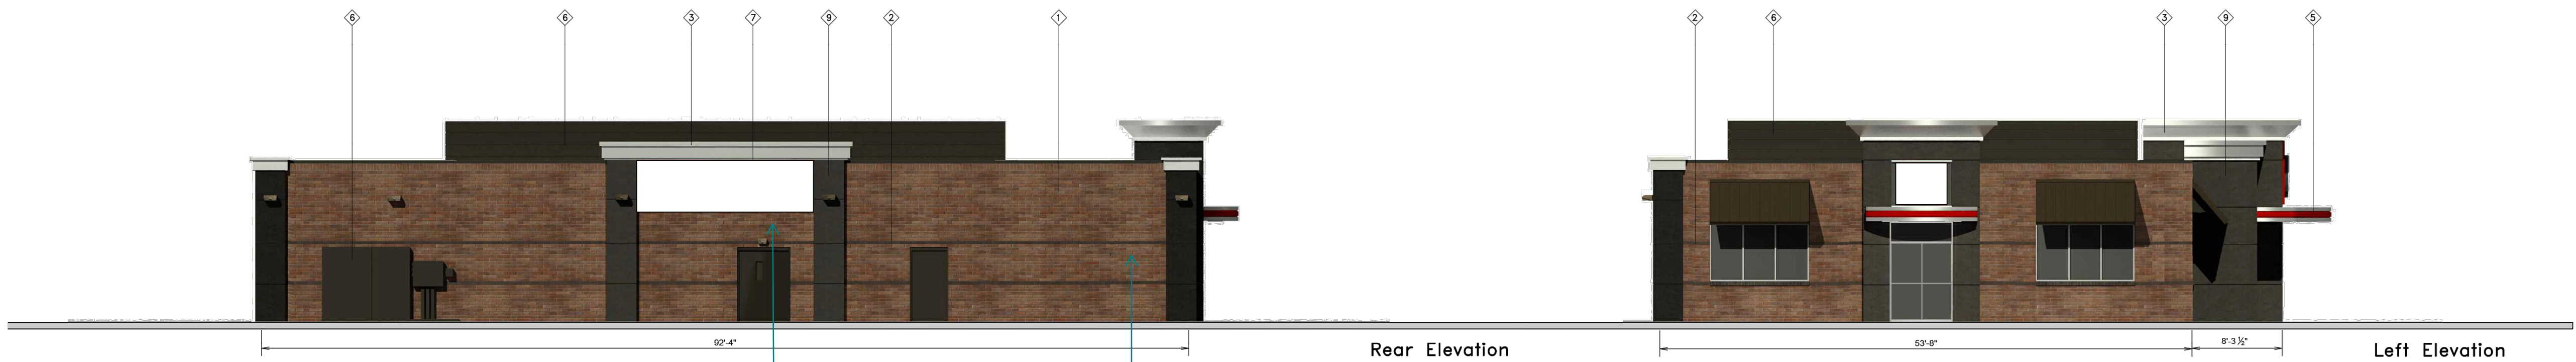 6 6 3 7 9 2 1 2 6 3 9 5
92'-4" 53'-8" 8'-3 ½"
Rear Elevation Left Elevation